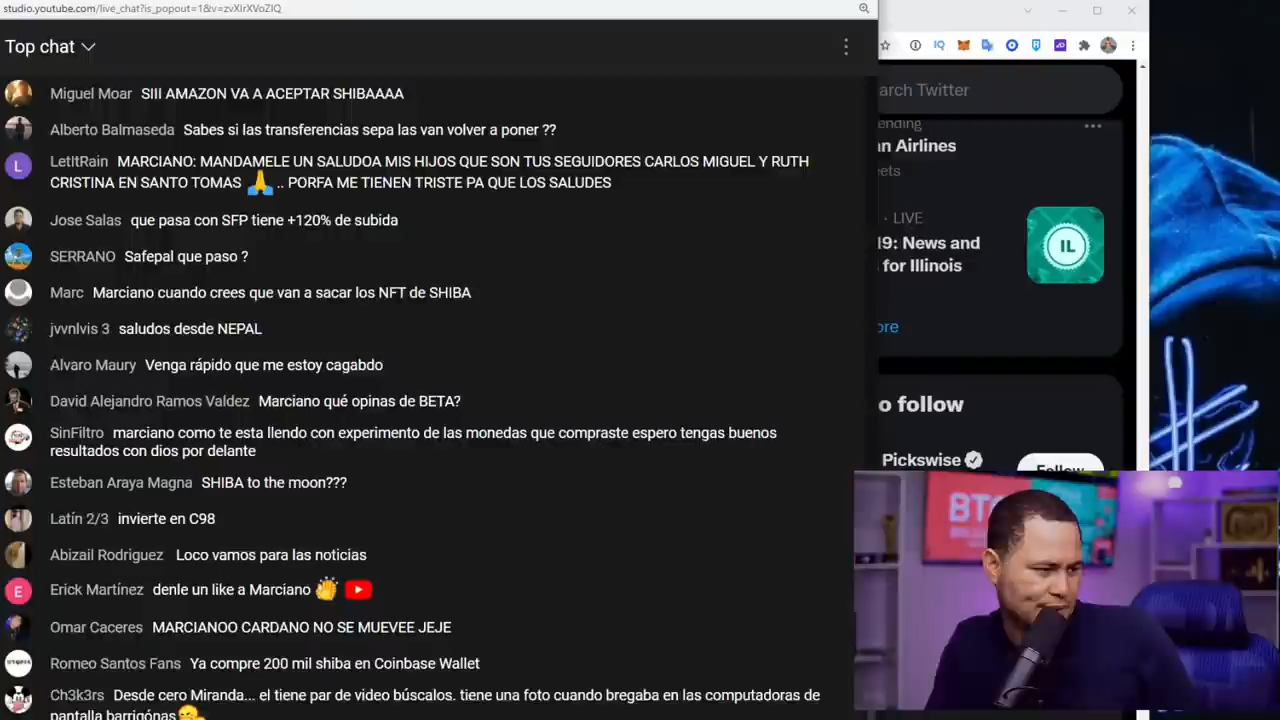 studio.youtube.com/live_chat?is_popout=1&v=zvXIrXVoZIQ
Top chat
Miguel Moar SIII AMAZON VA A ACEPTAR SHIBAAAA
Alberto Balmaseda Sabes si las transferencias sepa las van volver a poner ??
L LetItRain MARCIANO: MANDAMELE UN SALUDOA MIS HIJOS QUE SON TUS SEGUIDORES CARLOS MIGUEL Y RUTH
CRISTINA EN SANTO TOMAS 🙏 .. PORFA ME TIENEN TRISTE PA QUE LOS SALUDES
Jose Salas que pasa con SFP tiene +120% de subida
SERRANO Safepal que paso ?
Marc Marciano cuando crees que van a sacar los NFT de SHIBA
jvvnlvis 3 saludos desde NEPAL
Alvaro Maury Venga rápido que me estoy cagabdo
David Alejandro Ramos Valdez Marciano qué opinas de BETA?
SinFiltro marciano como te esta llendo con experimento de las monedas que compraste espero tengas buenos
resultados con dios por delante
Esteban Araya Magna SHIBA to the moon???
Latín 2/3 invierte en C98
Abizail Rodriguez Loco vamos para las noticias
E Erick Martínez denle un like a Marciano 👏
Omar Caceres MARCIANOO CARDANO NO SE MUEVEE JEJE
Romeo Santos Fans Ya compre 200 mil shiba en Coinbase Wallet
Ch3k3rs Desde cero Miranda... el tiene par de video búscalos. tiene una foto cuando bregaba en las computadoras de
pantalla barrigónas
arch Twitter
ending
an Airlines
eets
· LIVE
19: News and
s for Illinois
IL
ore
o follow
Pickswise
Follow
BTC